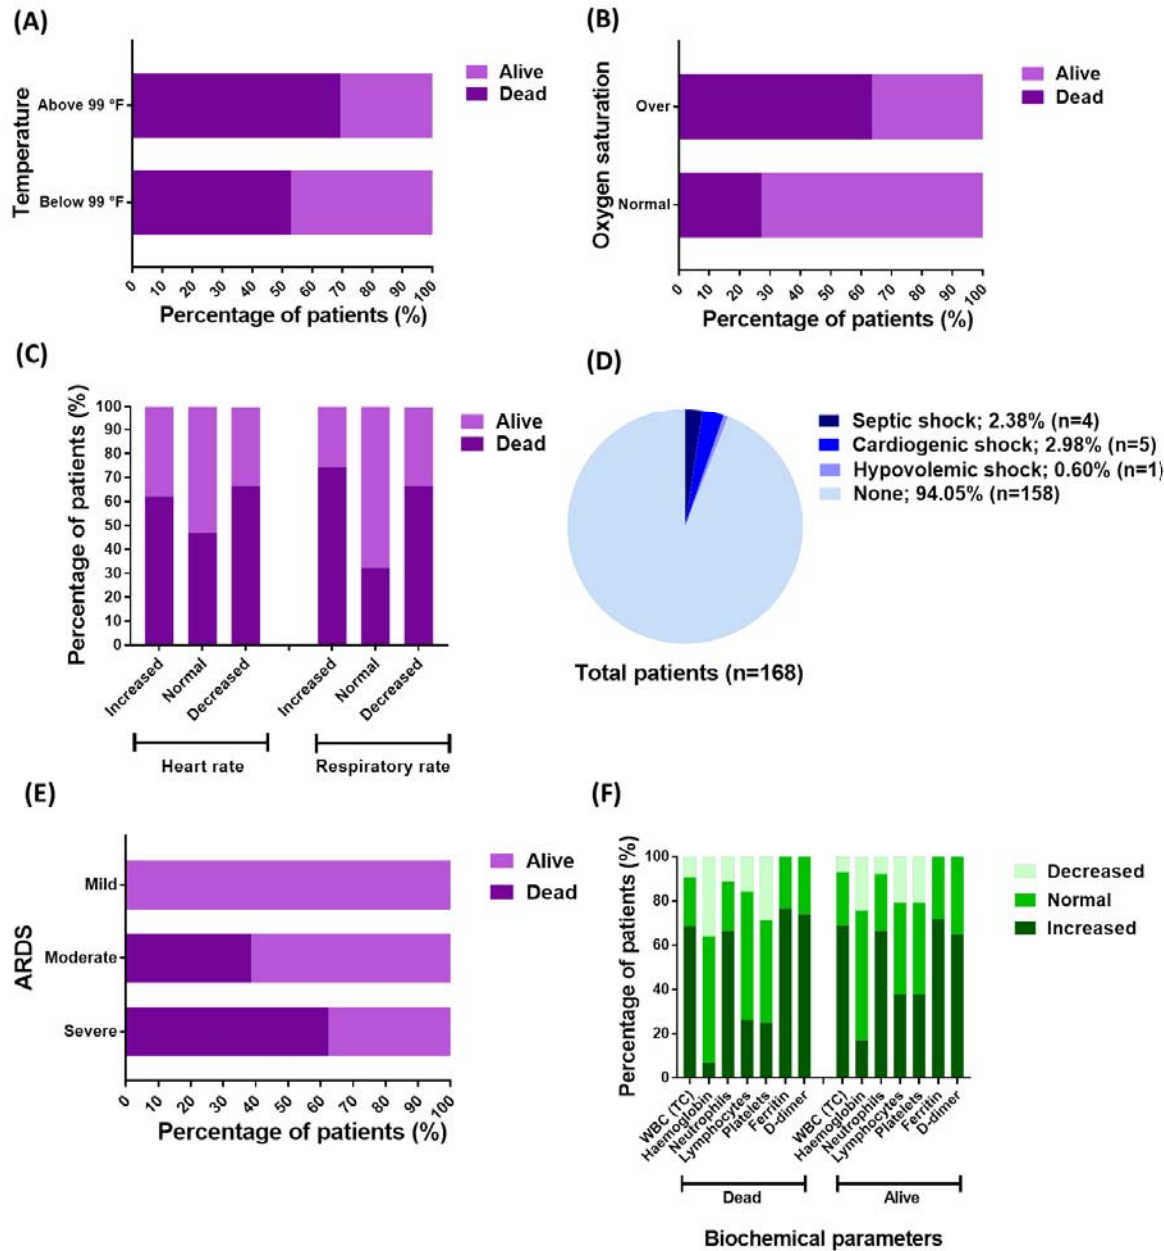 (A)
Temperature
Above 99 °F
Below 99 °F
0 10 20 30 40 50 60 70 80 90 100
Percentage of patients (%)
Alive
Dead
(B)
Oxygen saturation
Over
Normal
0 10 20 30 40 50 60 70 80 90 100
Percentage of patients (%)
Alive
Dead
(C)
Percentage of patients (%)
100
90
80
70
60
50
40
30
20
10
0
Increased Normal Decreased Increased Normal Decreased
Heart rate Respiratory rate
Alive
Dead
(D)
Septic shock; 2.38% (n=4)
Cardiogenic shock; 2.98% (n=5)
Hypovolemic shock; 0.60% (n=1)
None; 94.05% (n=158)
Total patients (n=168)
(E)
ARDS
Mild
Moderate
Severe
0 10 20 30 40 50 60 70 80 90 100
Percentage of patients (%)
Alive
Dead
(F)
Percentage of patients (%)
100
80
60
40
20
0
WBC (TC) Haemoglobin Neutrophils Lymphocytes Platelets Ferritin D-dimer WBC (TC) Haemoglobin Neutrophils Lymphocytes Platelets Ferritin D-dimer
Dead Alive
Biochemical parameters
Decreased
Normal
Increased